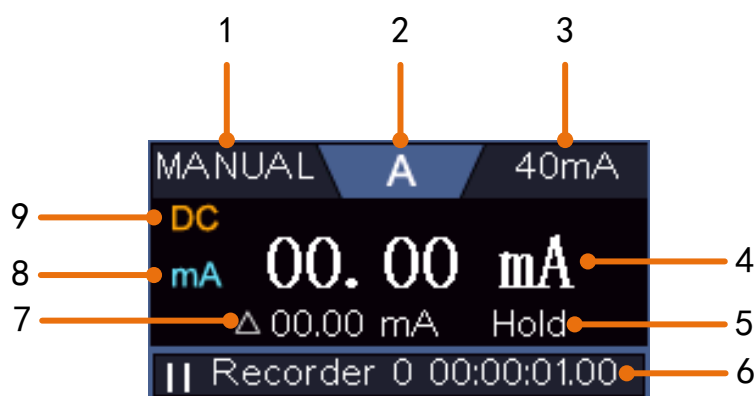 1 2 3
MANUAL A 40mA
9 DC
8 mA 00.00 mA 4
7 △ 00.00 mA Hold 5
|| Recorder 0 00:00:01.00 6